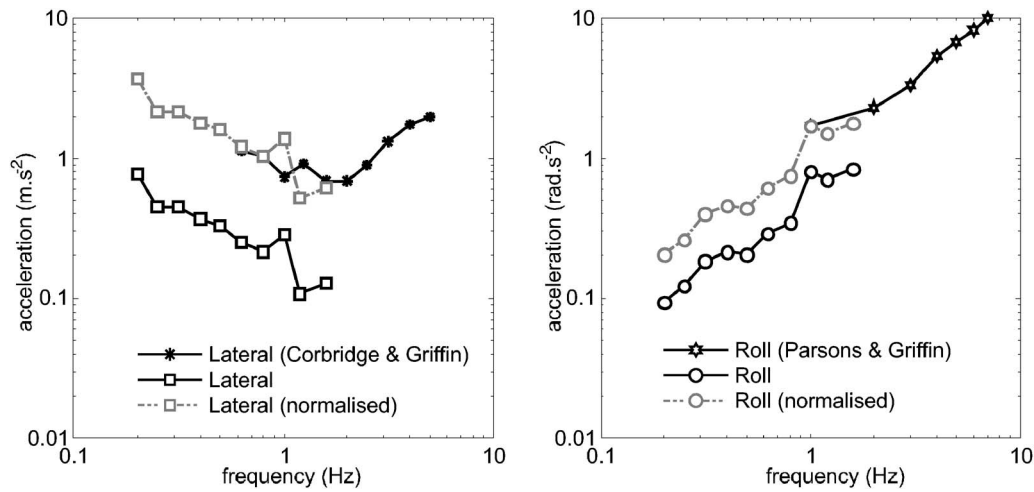 10
1
0.1
0.01
acceleration (m.s-2)
Lateral (Corbridge & Griffin)
Lateral
Lateral (normalised)
0.1
1
10
frequency (Hz)
10
1
0.1
0.01
acceleration (rad.s-2)
Roll (Parsons & Griffin)
Roll
Roll (normalised)
0.1
1
10
frequency (Hz)